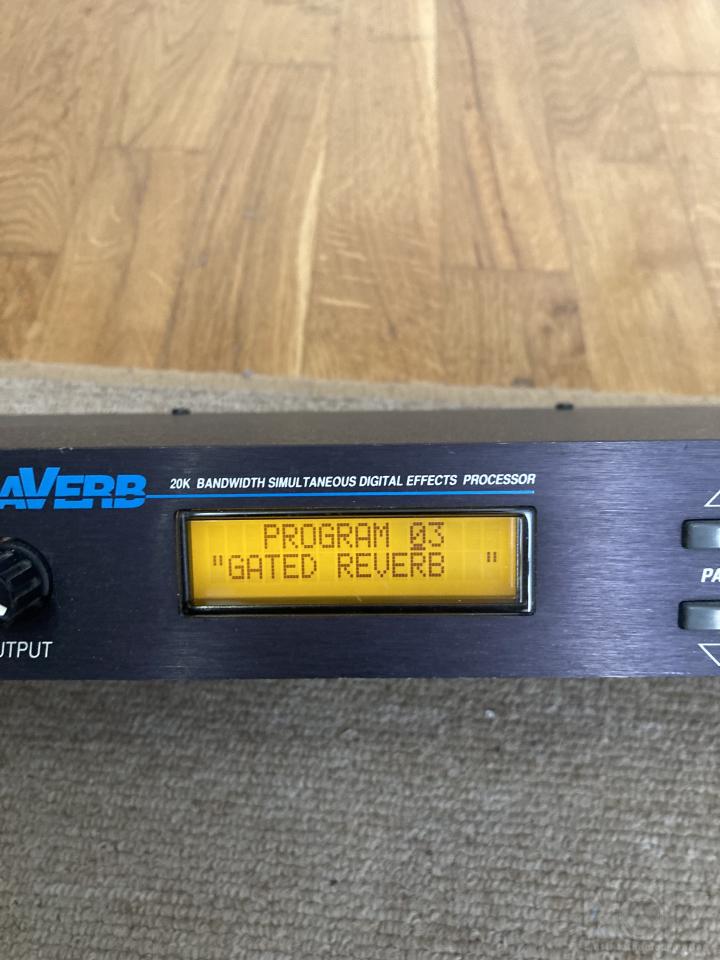 AVERB
20K BANDWIDTH SIMULTANEOUS DIGITAL EFFECTS PROCESSOR
PROGRAM 03
"GATED REVERB "
PA
UTPUT